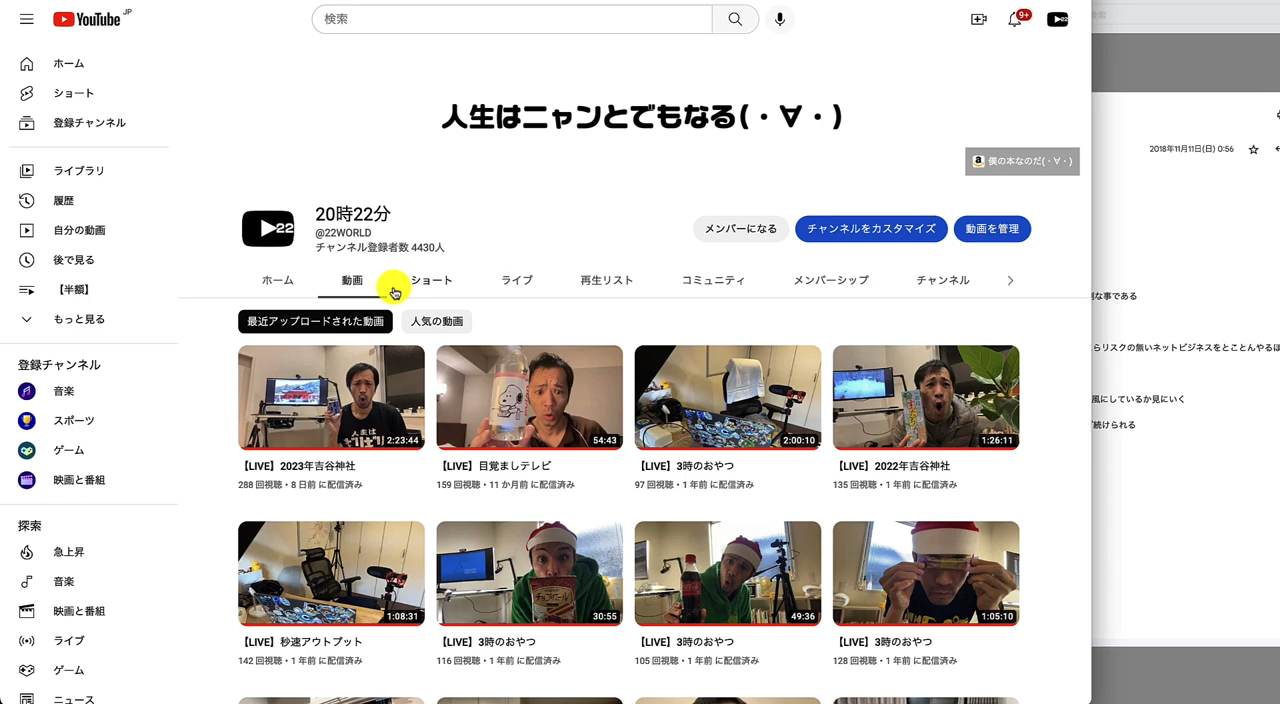 YouTube JP
検索
9+
22
ホーム
ショート
登録チャンネル
ライブラリ
履歴
自分の動画
後で見る
【半額】
もっと見る
登録チャンネル
音楽
スポーツ
ゲーム
映画と番組
探索
急上昇
音楽
映画と番組
ライブ
ゲーム
ニュース
人生はニャンとでもなる(・∀・)
僕の本なのだ(・∀・)
22
20時22分
@22WORLD
チャンネル登録者数 4430人
メンバーになる
チャンネルをカスタマイズ
動画を管理
ホーム 動画 ショート ライブ 再生リスト コミュニティ メンバーシップ チャンネル
最近アップロードされた動画 人気の動画
2:23:44
54:43
2:00:10
1:26:11
【LIVE】2023年吉谷神社
288 回視聴・8 日前 に配信済み
【LIVE】目覚ましテレビ
159 回視聴・11 か月前 に配信済み
【LIVE】3時のおやつ
97 回視聴・1 年前 に配信済み
【LIVE】2022年吉谷神社
135 回視聴・1 年前 に配信済み
1:08:31
30:55
49:36
1:05:10
【LIVE】秒速アウトプット
142 回視聴・1 年前 に配信済み
【LIVE】3時のおやつ
116 回視聴・1 年前 に配信済み
【LIVE】3時のおやつ
105 回視聴・1 年前 に配信済み
【LIVE】3時のおやつ
128 回視聴・1 年前 に配信済み
2018年11月11日(日) 0:56
な事である
らリスクの無いネットビジネスをとことんやるほ
風にしているか見にいく
続けられる